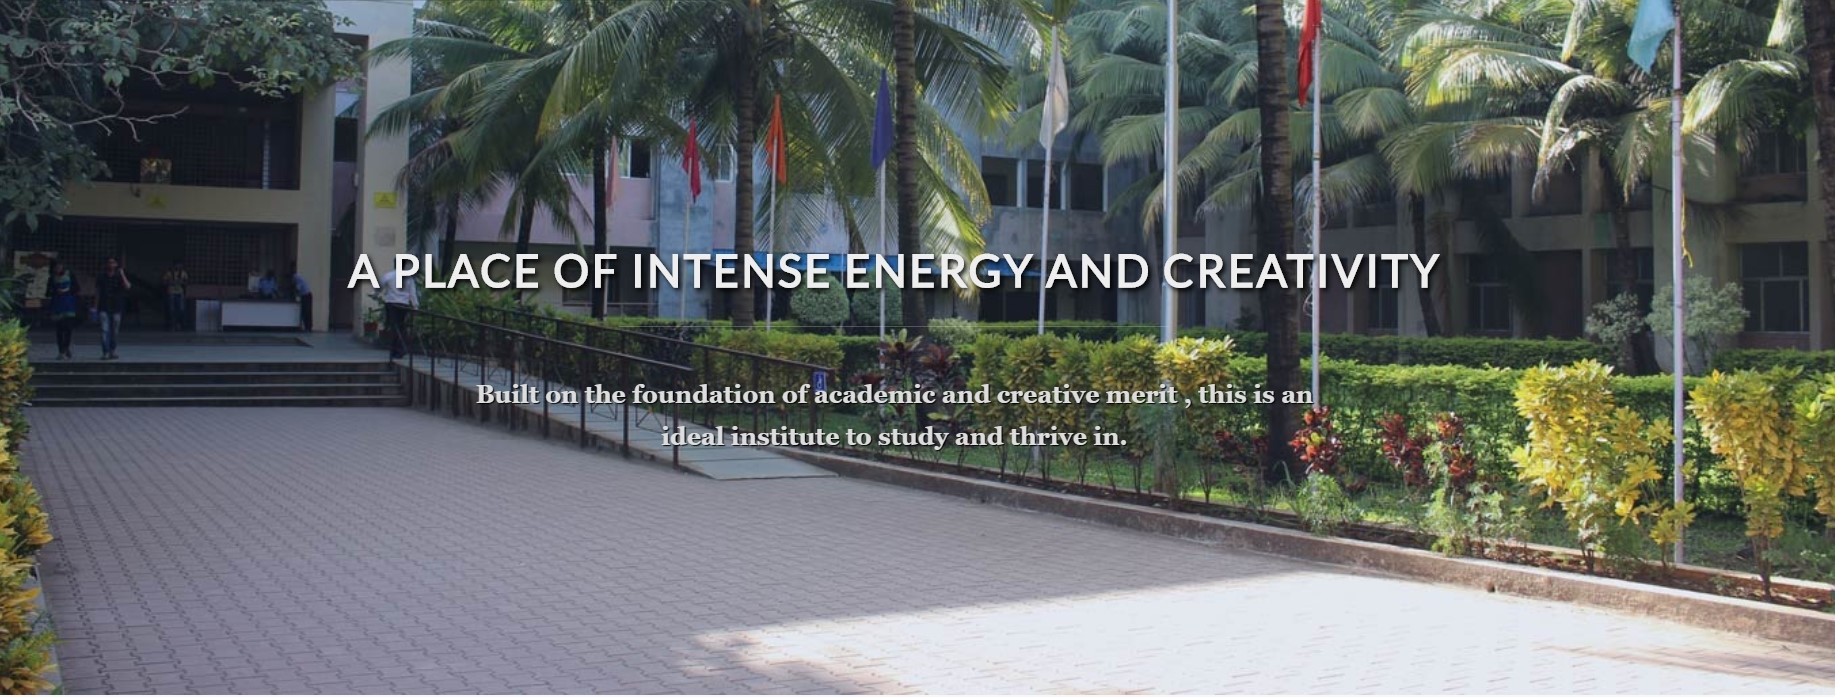 A PLACE OF INTENSE ENERGY AND CREATIVITY
Built on the foundation of academic and creative merit , this is an
ideal institute to study and thrive in.